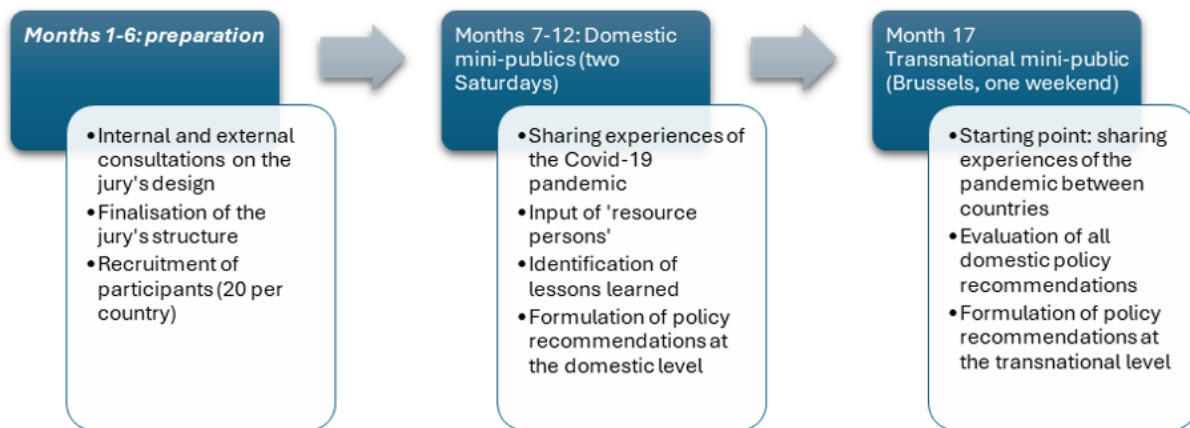 Months 1-6: preparation
•Internal and external
consultations on the
jury's design
•Finalisation of the
jury's structure
•Recruitment of
participants (20 per
country)
Months 7-12: Domestic
mini-publics (two
Saturdays)
•Sharing experiences of
the Covid-19
pandemic
•Input of 'resource
persons'
•Identification of
lessons learned
•Formulation of policy
recommendations at
the domestic level
Month 17
Transnational mini-public
(Brussels, one weekend)
•Starting point: sharing
experiences of the
pandemic between
countries
•Evaluation of all
domestic policy
recommendations
•Formulation of policy
recommendations at
the transnational level